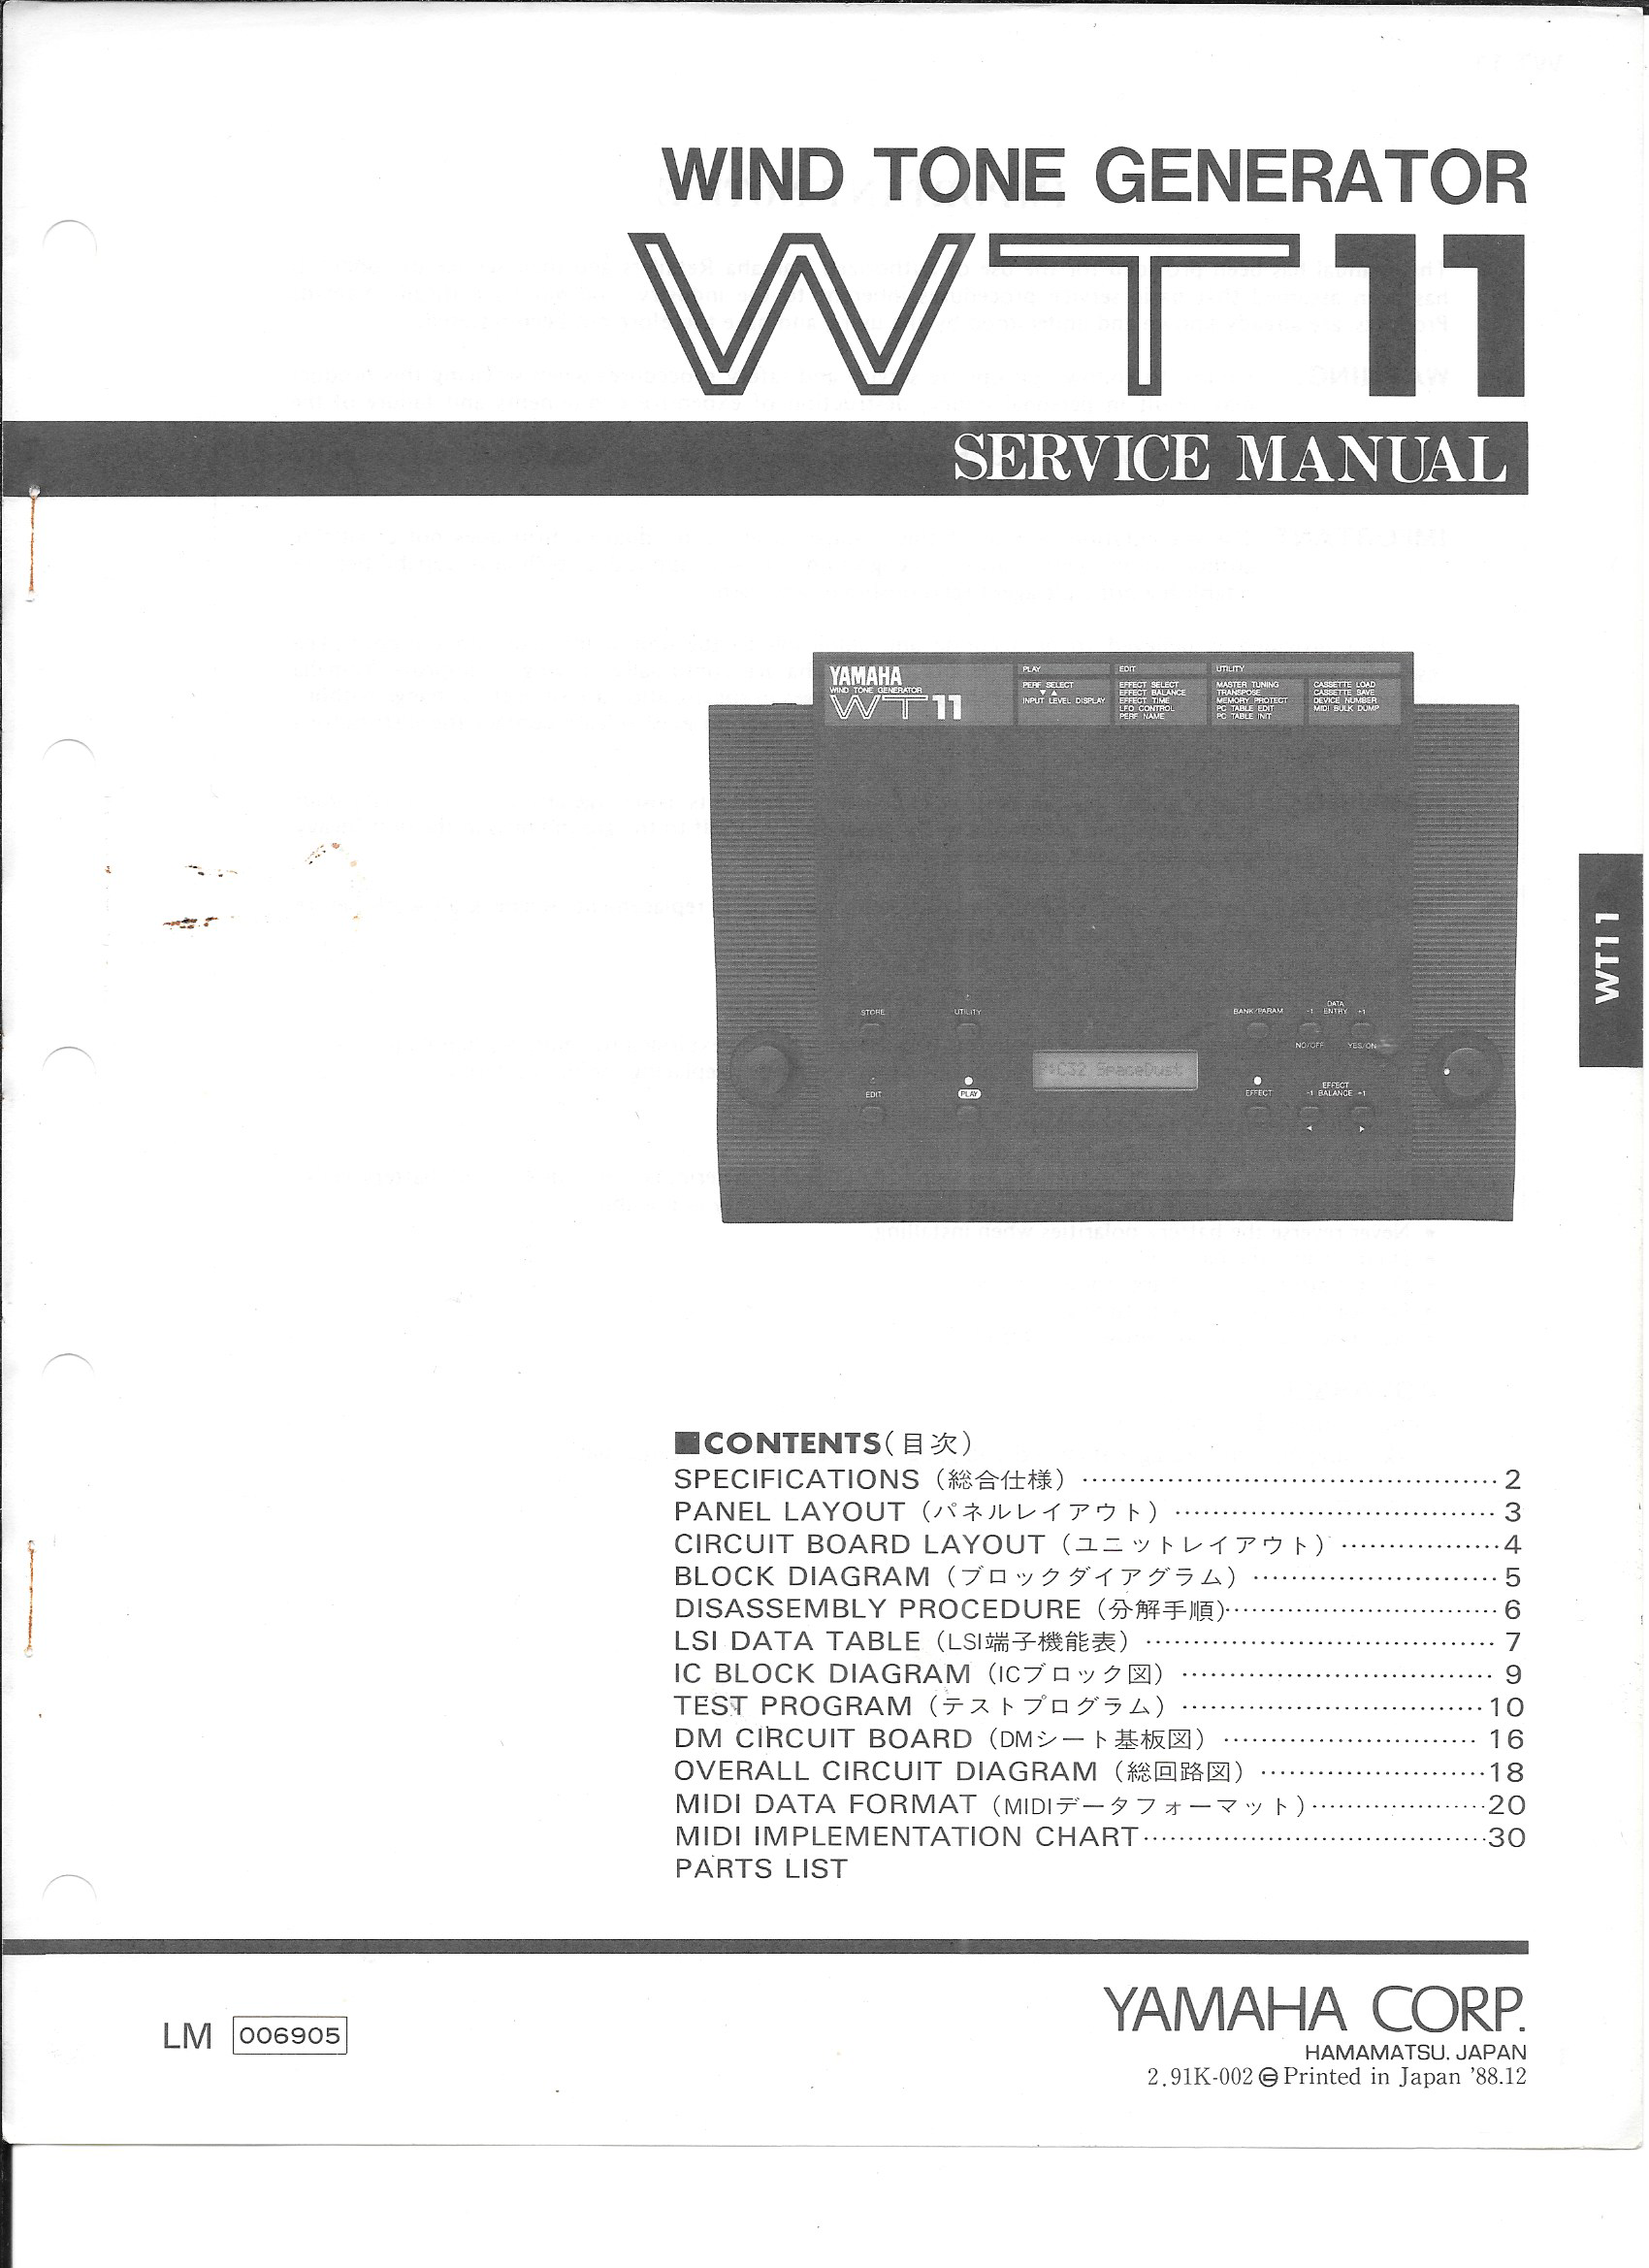 WIND TONE GENERATOR
WT11
SERVICE MANUAL
YAMAHA
WIND TONE GENERATOR
WT11
PLAY
PERF SELECT
▼ ▲
INPUT LEVEL DISPLAY
EDIT
EFFECT SELECT
EFFECT BALANCE
EFFECT TIME
LFO CONTROL
PERF NAME
UTILITY
MASTER TUNING
TRANSPOSE
MEMORY PROTECT
PC TABLE EDIT
PC TABLE INIT
CASSETTE LOAD
CASSETTE SAVE
DEVICE NUMBER
MIDI BULK DUMP
STORE
UTILITY
BANK/PARAM
DATA
-1 ENTRY +1
NO/OFF YES/ON
P:C32 SpaceDust
EDIT
PLAY
EFFECT
EFFECT
-1 BALANCE +1
◀ ▶
WT11
■CONTENTS(目次)
SPECIFICATIONS (総合仕様) ················································ 2
PANEL LAYOUT (パネルレイアウト) ···································· 3
CIRCUIT BOARD LAYOUT (ユニットレイアウト) ·················4
BLOCK DIAGRAM (ブロックダイアグラム) ·························· 5
DISASSEMBLY PROCEDURE (分解手順)····························· 6
LSI DATA TABLE (LSI端子機能表) ····································· 7
IC BLOCK DIAGRAM (ICブロック図) ································· 9
TEST PROGRAM (テストプログラム) ································10
DM CIRCUIT BOARD (DMシート基板図) ··························· 16
OVERALL CIRCUIT DIAGRAM (総回路図) ························18
MIDI DATA FORMAT (MIDIデータフォーマット)···················20
MIDI IMPLEMENTATION CHART·····································30
PARTS LIST
YAMAHA CORP.
HAMAMATSU, JAPAN
2.91K-002 Ⓔ Printed in Japan '88.12
LM 006905